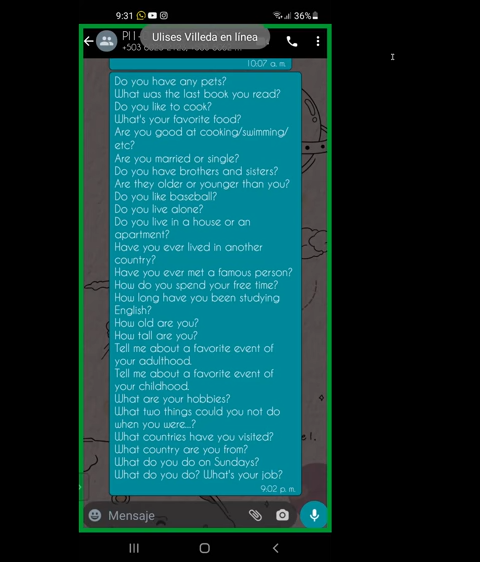 9:31
36%
Ulises Villeda en línea
10:07 a. m.
Do you have any pets?
What was the last book you read?
Do you like to cook?
What's your favorite food?
Are you good at cooking/swimming/
etc?
Are you married or single?
Do you have brothers and sisters?
Are they older or younger than you?
Do you like baseball?
Do you live alone?
Do you live in a house or an
apartment?
Have you ever lived in another
country?
Have you ever met a famous person?
How do you spend your free time?
How long have you been studying
English?
How old are you?
How tall are you?
Tell me about a favorite event of
your adulthood.
Tell me about a favorite event of
your childhood.
What are your hobbies?
What two things could you not do
when you were...?
What countries have you visited?
What country are you from?
What do you do on Sundays?
What do you do? What's your job?
9:02 p. m.
Mensaje